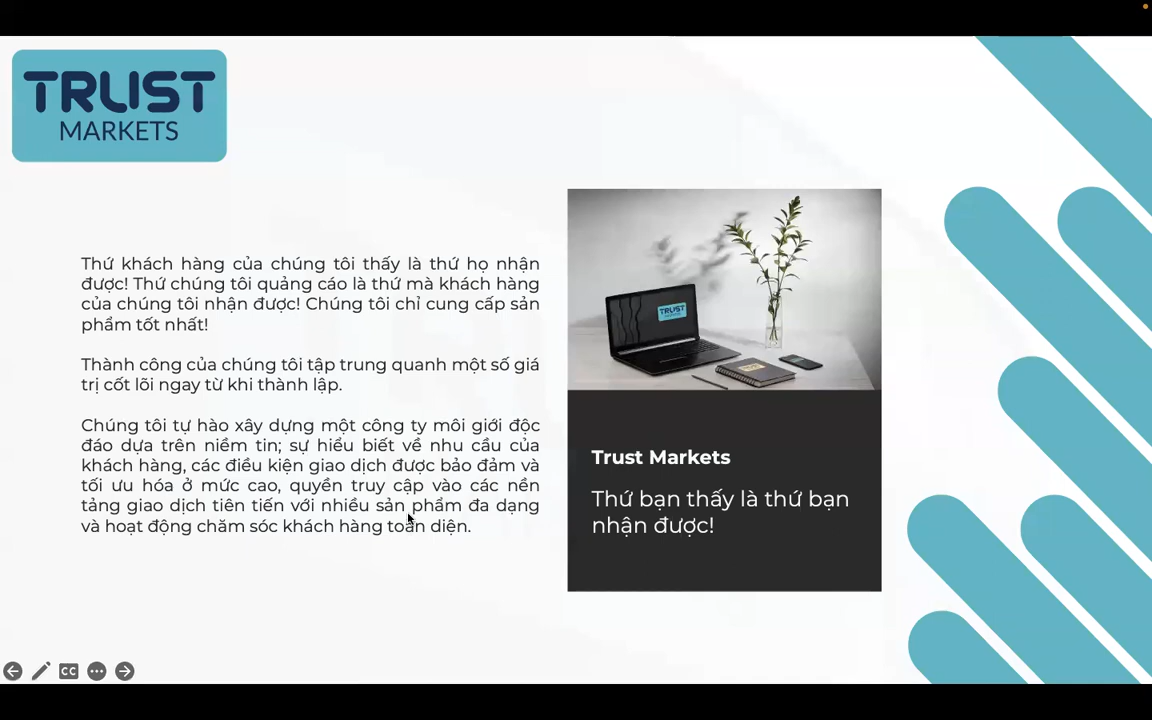 TRUST
MARKETS
Thứ khách hàng của chúng tôi thấy là thứ họ nhận
được! Thứ chúng tôi quảng cáo là thứ mà khách hàng
của chúng tôi nhận được! Chúng tôi chỉ cung cấp sản
phẩm tốt nhất!
Thành công của chúng tôi tập trung quanh một số giá
trị cốt lõi ngay từ khi thành lập.
Chúng tôi tự hào xây dựng một công ty môi giới độc
đáo dựa trên niềm tin; sự hiểu biết về nhu cầu của
khách hàng, các điều kiện giao dịch được bảo đảm và
tối ưu hóa ở mức cao, quyền truy cập vào các nền
tảng giao dịch tiên tiến với nhiều sản phẩm đa dạng
và hoạt động chăm sóc khách hàng toàn diện.
TRUST
MARKETS
Trust Markets
Thứ bạn thấy là thứ bạn
nhận được!
CC